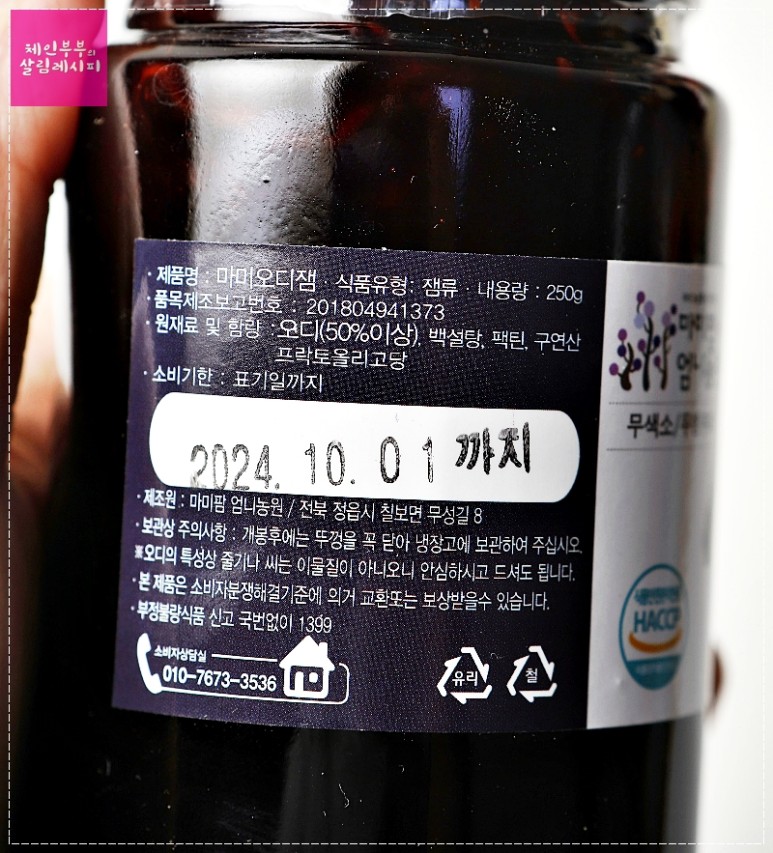 체인부부의
살림레시피
· 제품명 : 마미오디잼 · 식품유형: 잼류 · 내용량 : 250g
· 품목제조보고번호 : 201804941373
· 원재료 및 함량 : 오디(50%이상), 백설탕, 팩틴, 구연산
프락토올리고당
· 소비기한 : 표기일까지
2024. 10. 01 까지
· 제조원 : 마미팜 엄나농원 / 전북 정읍시 칠보면 무성길 8
· 보관상 주의사항 : 개봉후에는 뚜껑을 꼭 닫아 냉장고에 보관하여 주십시오.
※오디의 특성상 줄기나 씨는 이물질이 아니오니 안심하시고 드셔도 됩니다.
· 본 제품은 소비자분쟁해결기준에 의거 교환또는 보상받을수 있습니다.
· 부정불량식품 신고 국번없이 1399
소비자상담실
010-7673-3536
유리
철
무색소/
HACCP